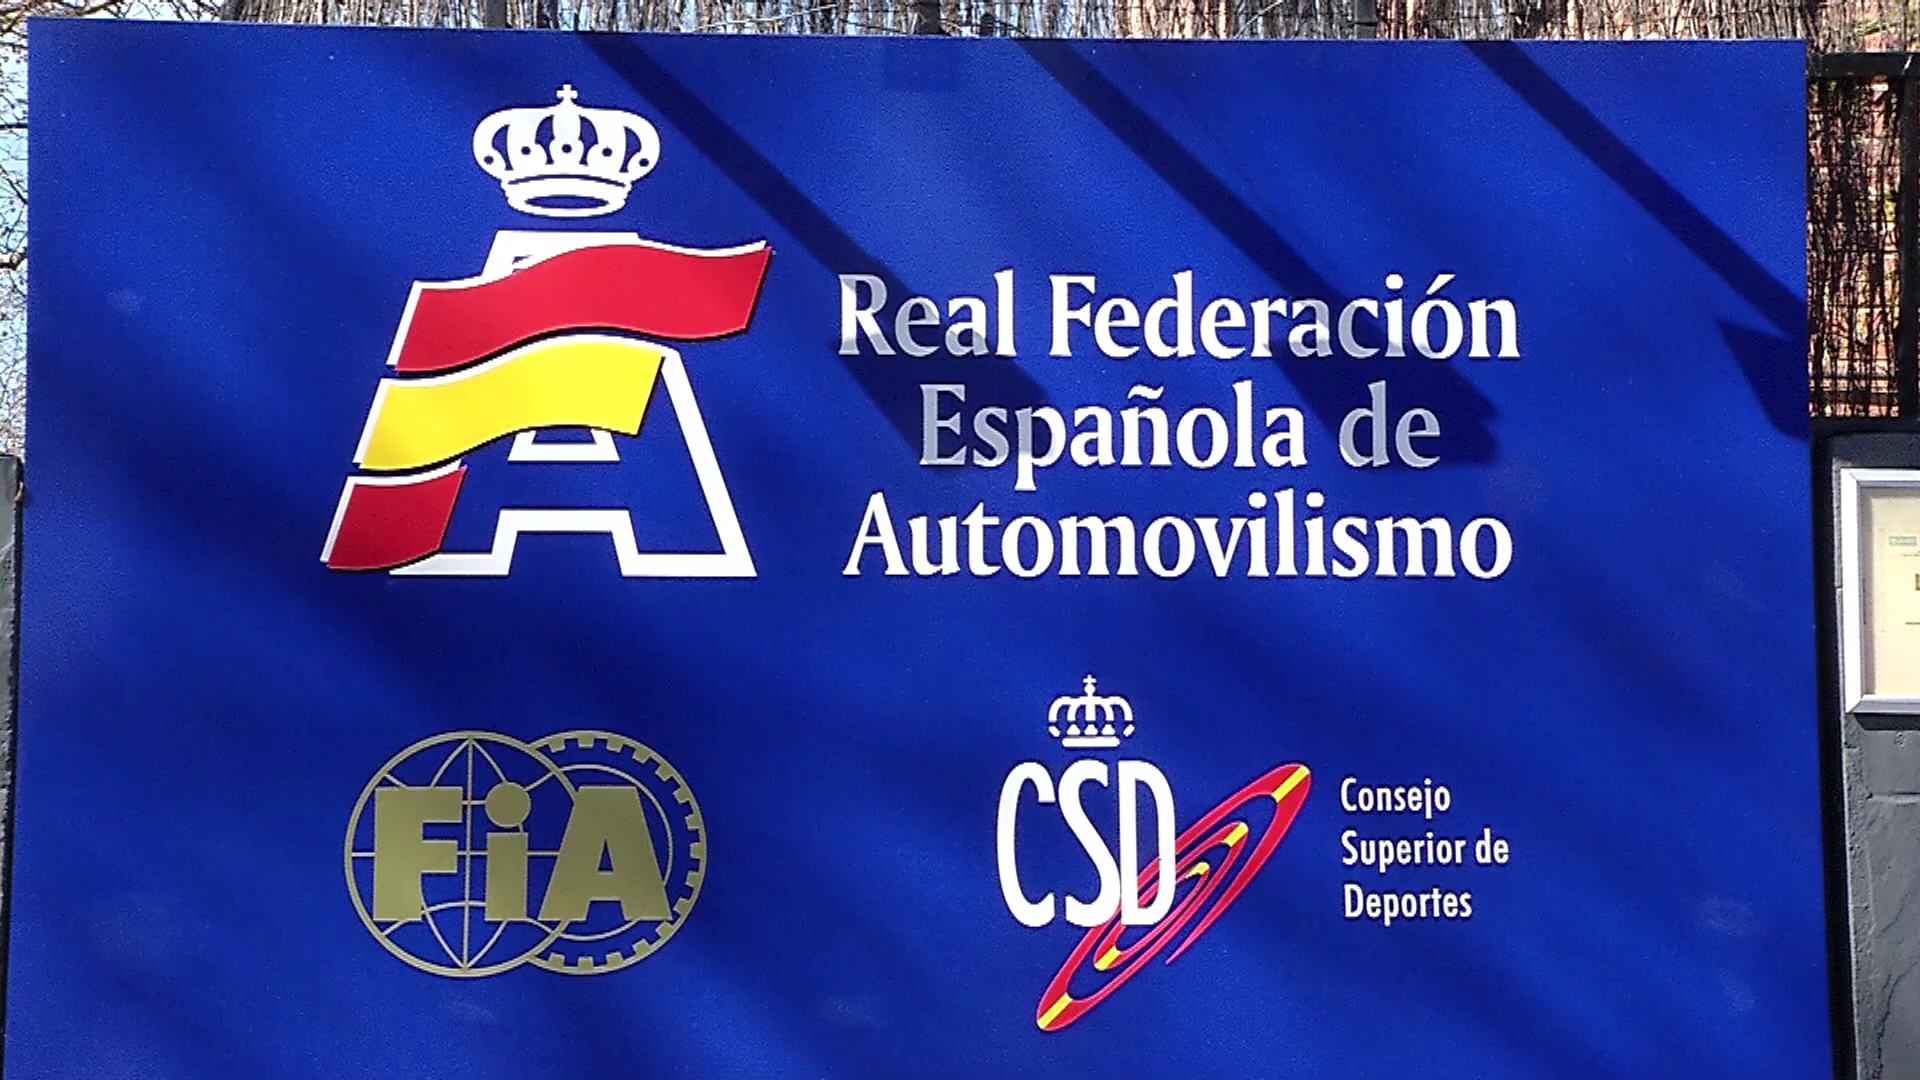 Real Federación
Española de
Automovilismo
FiA
CSD
Consejo
Superior de
Deportes